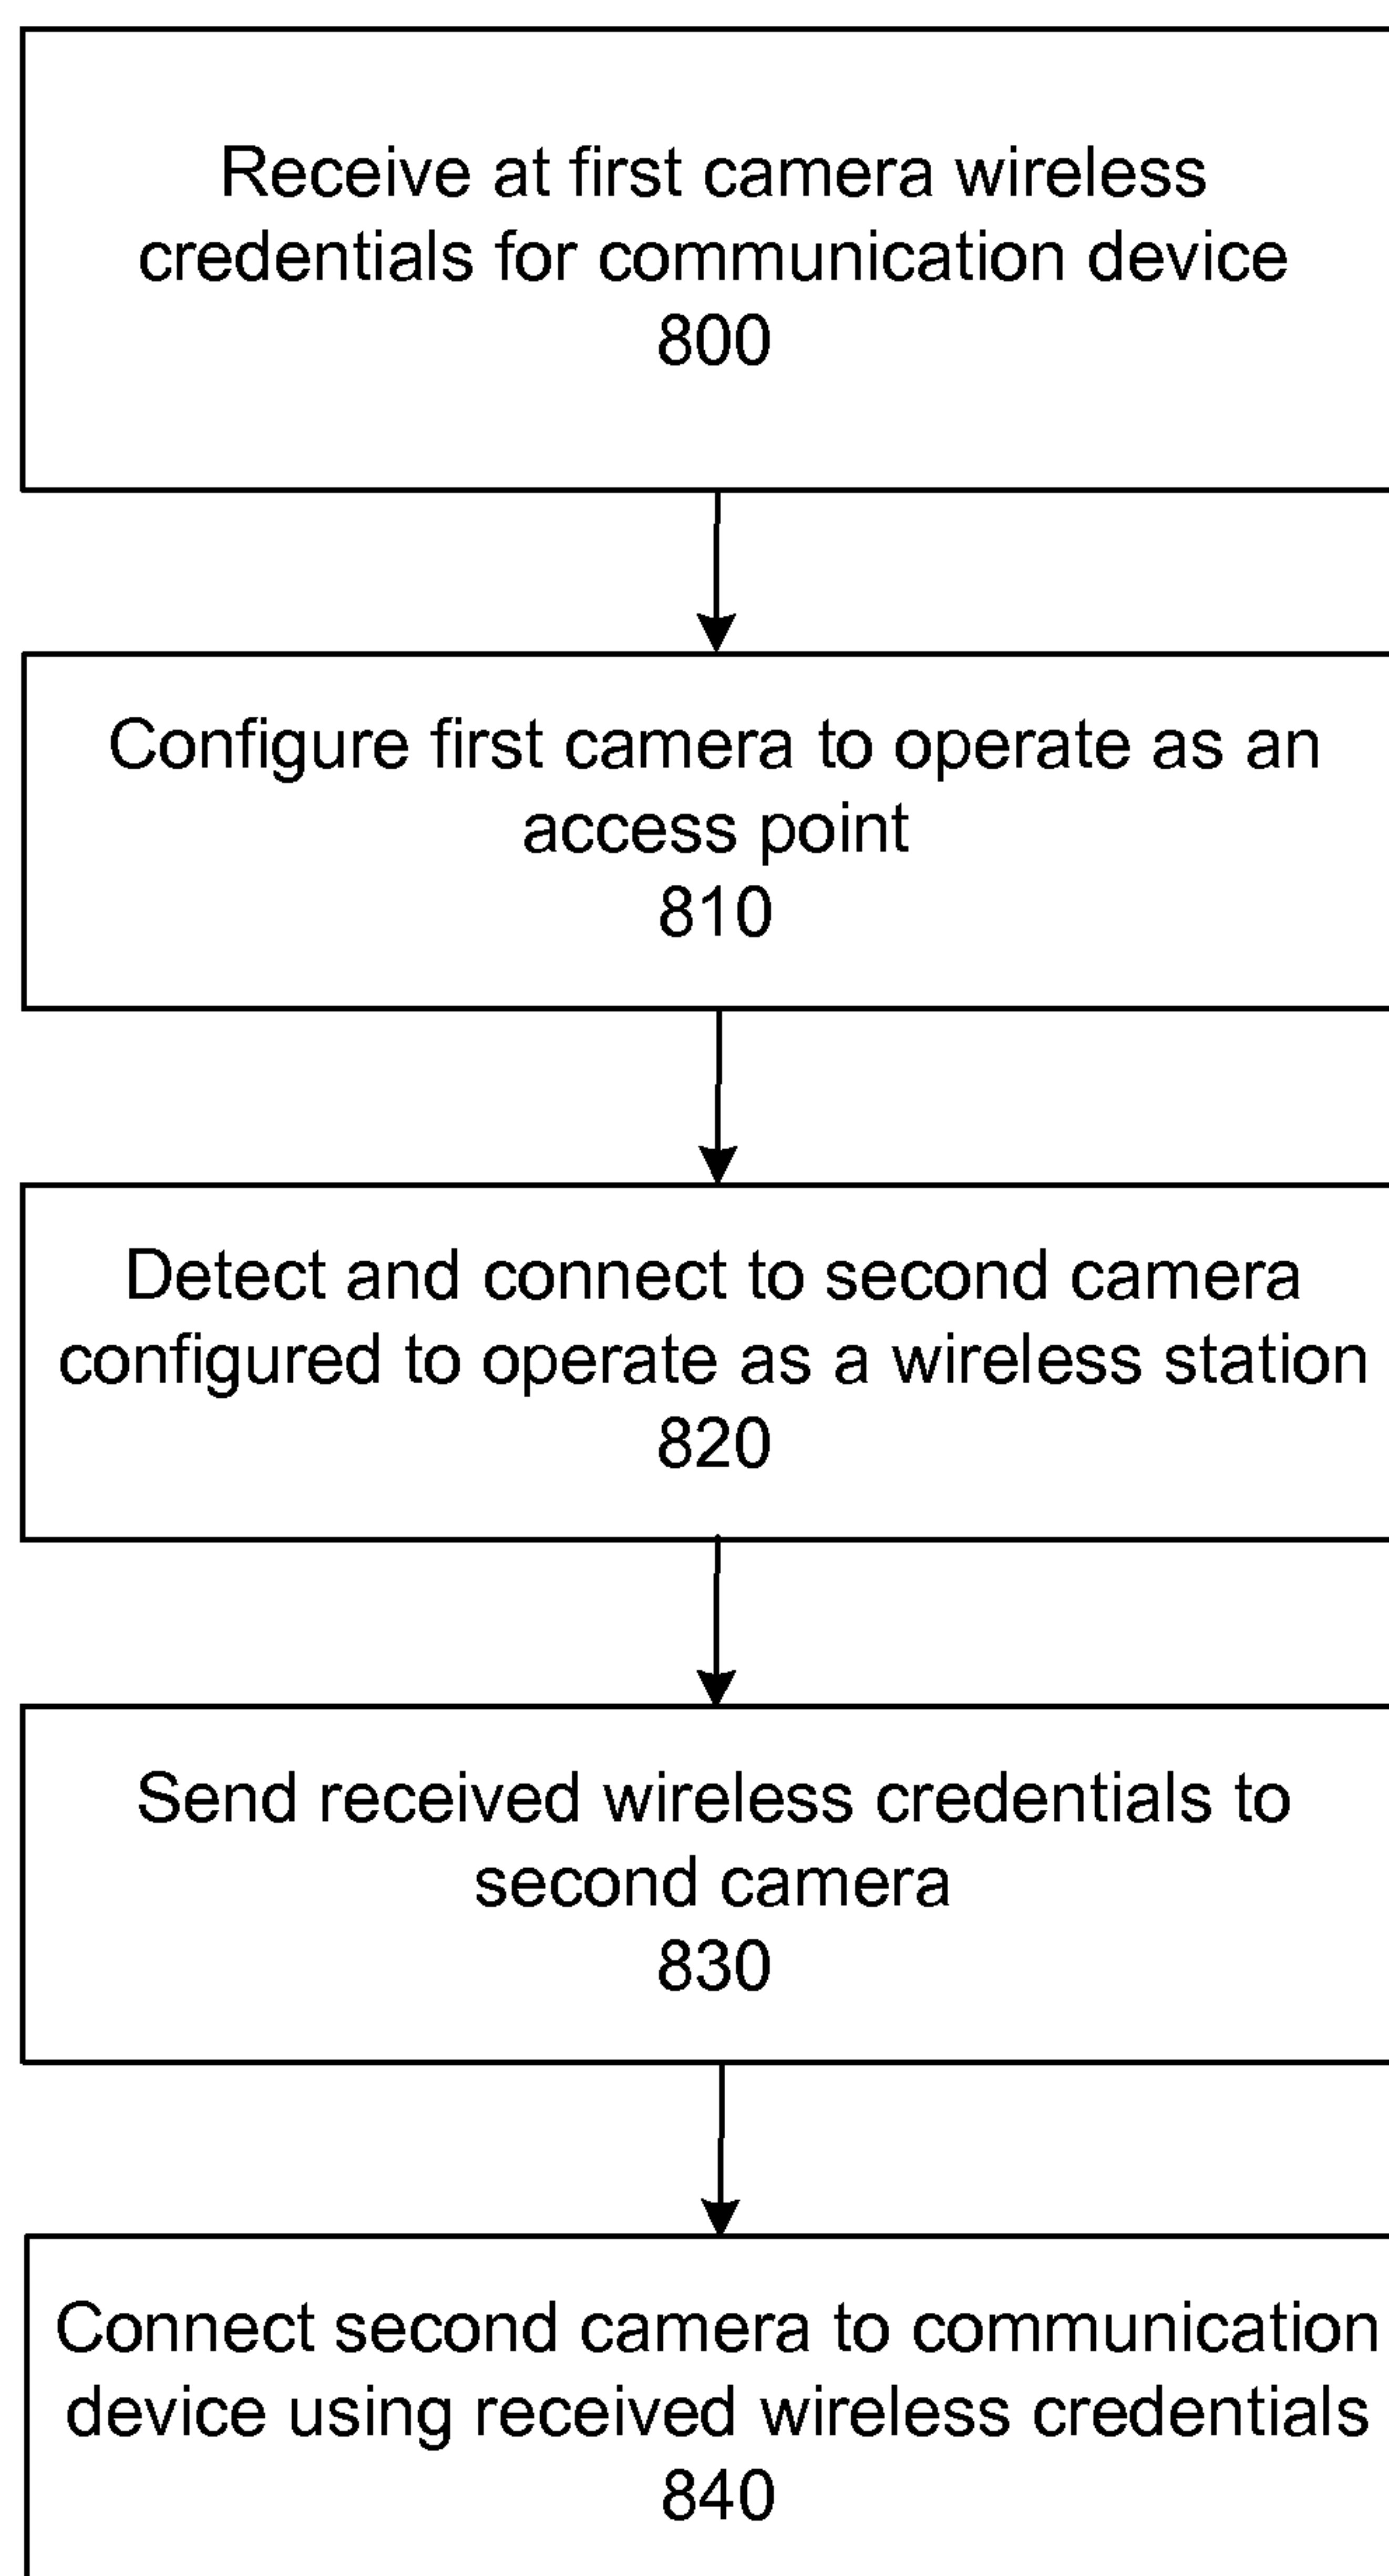 Receive at first camera wireless
credentials for communication device
800
Configure first camera to operate as an
access point
810
Detect and connect to second camera
configured to operate as a wireless station
820
Send received wireless credentials to
second camera
830
Connect second camera to communication
device using received wireless credentials
840